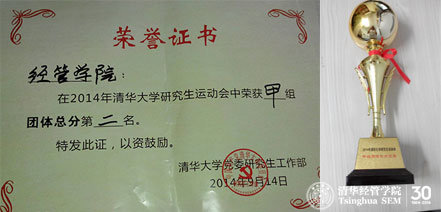 荣誉证书
经管学院：
在2014年清华大学研究生运动会中荣获甲组
团体总分第二名。
特发此证，以资鼓励。
清华大学党委研究生工作部
2014年9月14日
清华经管学院
Tsinghua SEM
30